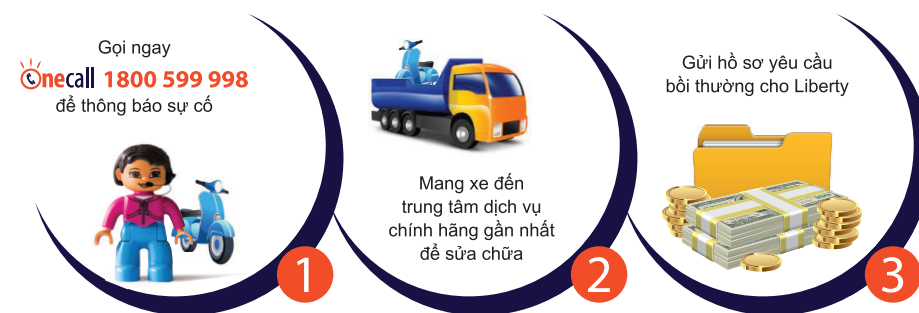 Gọi ngay
Onecall 1800 599 998
để thông báo sự cố
1
Mang xe đến
trung tâm dịch vụ
chính hãng gần nhất
để sửa chữa
2
Gửi hồ sơ yêu cầu
bồi thường cho Liberty
3